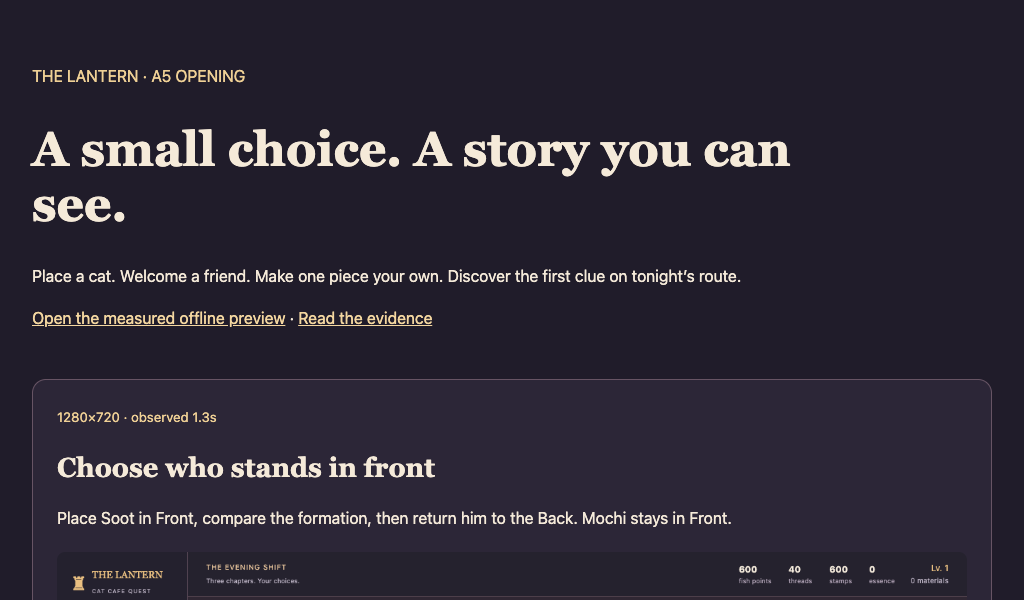 THE LANTERN · A5 OPENING
A small choice. A story you can
see.
Place a cat. Welcome a friend. Make one piece your own. Discover the first clue on tonight’s route.
Open the measured offline preview · Read the evidence
1280×720 · observed 1.3s
Choose who stands in front
Place Soot in Front, compare the formation, then return him to the Back. Mochi stays in Front.
THE LANTERN
CAT CAFE QUEST
THE EVENING SHIFT
Three chapters. Your choices.
600 40 600 0 Lv. 1
fish points threads stamps essence 0 materials